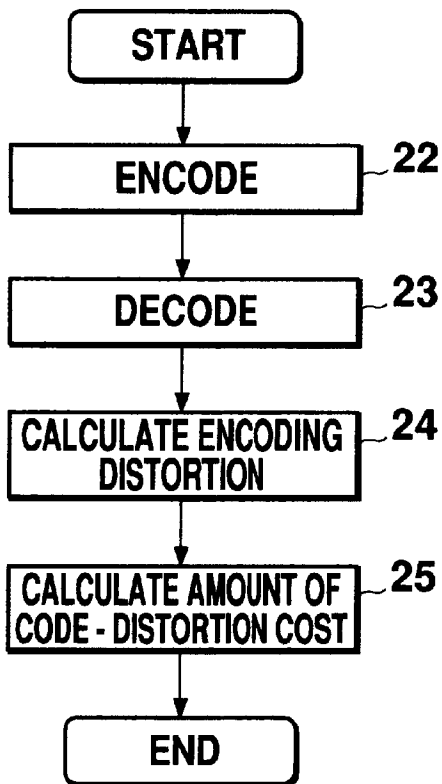 START
ENCODE
22
DECODE
23
CALCULATE ENCODING
DISTORTION
24
CALCULATE AMOUNT OF
CODE - DISTORTION COST
25
END